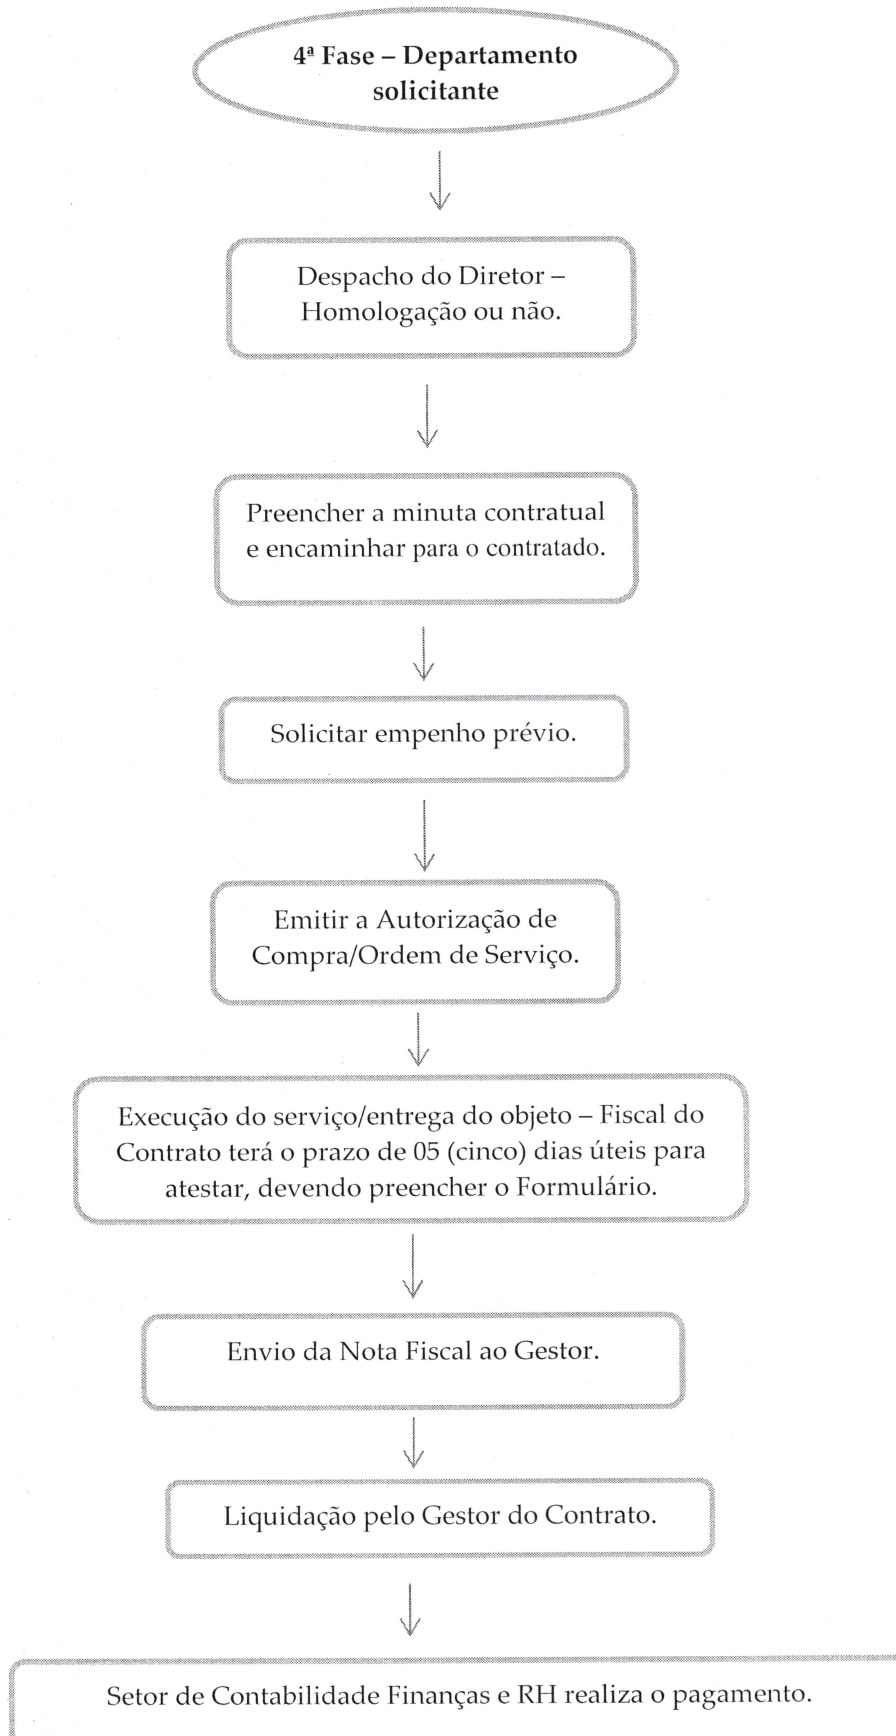 4ª Fase – Departamento
solicitante
Despacho do Diretor –
Homologação ou não.
Preencher a minuta contratual
e encaminhar para o contratado.
Solicitar empenho prévio.
Emitir a Autorização de
Compra/Ordem de Serviço.
Execução do serviço/entrega do objeto – Fiscal do
Contrato terá o prazo de 05 (cinco) dias úteis para
atestar, devendo preencher o Formulário.
Envio da Nota Fiscal ao Gestor.
Liquidação pelo Gestor do Contrato.
Setor de Contabilidade Finanças e RH realiza o pagamento.